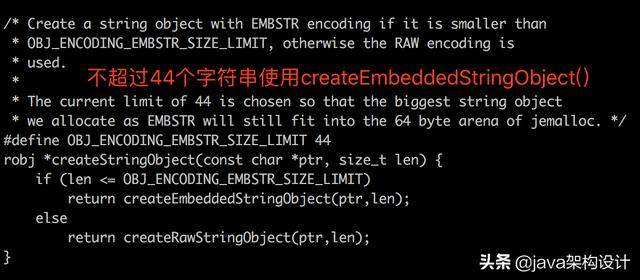 /* Create a string object with EMBSTR encoding if it is smaller than
 * OBJ_ENCODING_EMBSTR_SIZE_LIMIT, otherwise the RAW encoding is
 * used.
 * 不超过44个字符串使用createEmbeddedStringObject()
 * The current limit of 44 is chosen so that the biggest string object
 * we allocate as EMBSTR will still fit into the 64 byte arena of jemalloc. */
#define OBJ_ENCODING_EMBSTR_SIZE_LIMIT 44
robj *createStringObject(const char *ptr, size_t len) {
    if (len <= OBJ_ENCODING_EMBSTR_SIZE_LIMIT)
        return createEmbeddedStringObject(ptr,len);
    else
        return createRawStringObject(ptr,len);
}
头条 @java架构设计